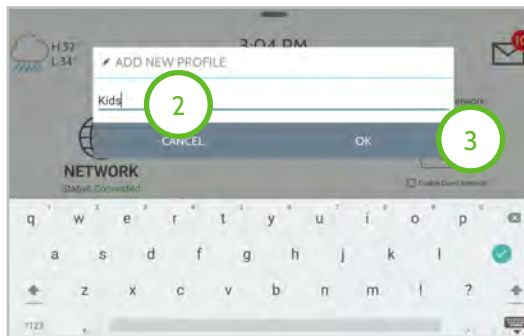 H 52°
L 34°
3:04 PM
10
ADD NEW PROFILE
Kids
2
CANCEL
OK
3
NETWORK
Status: Connected
Enable Guest Network
q w e r t y u i o p
a s d f g h j k l
z x c v b n m ! ?
?123 , .